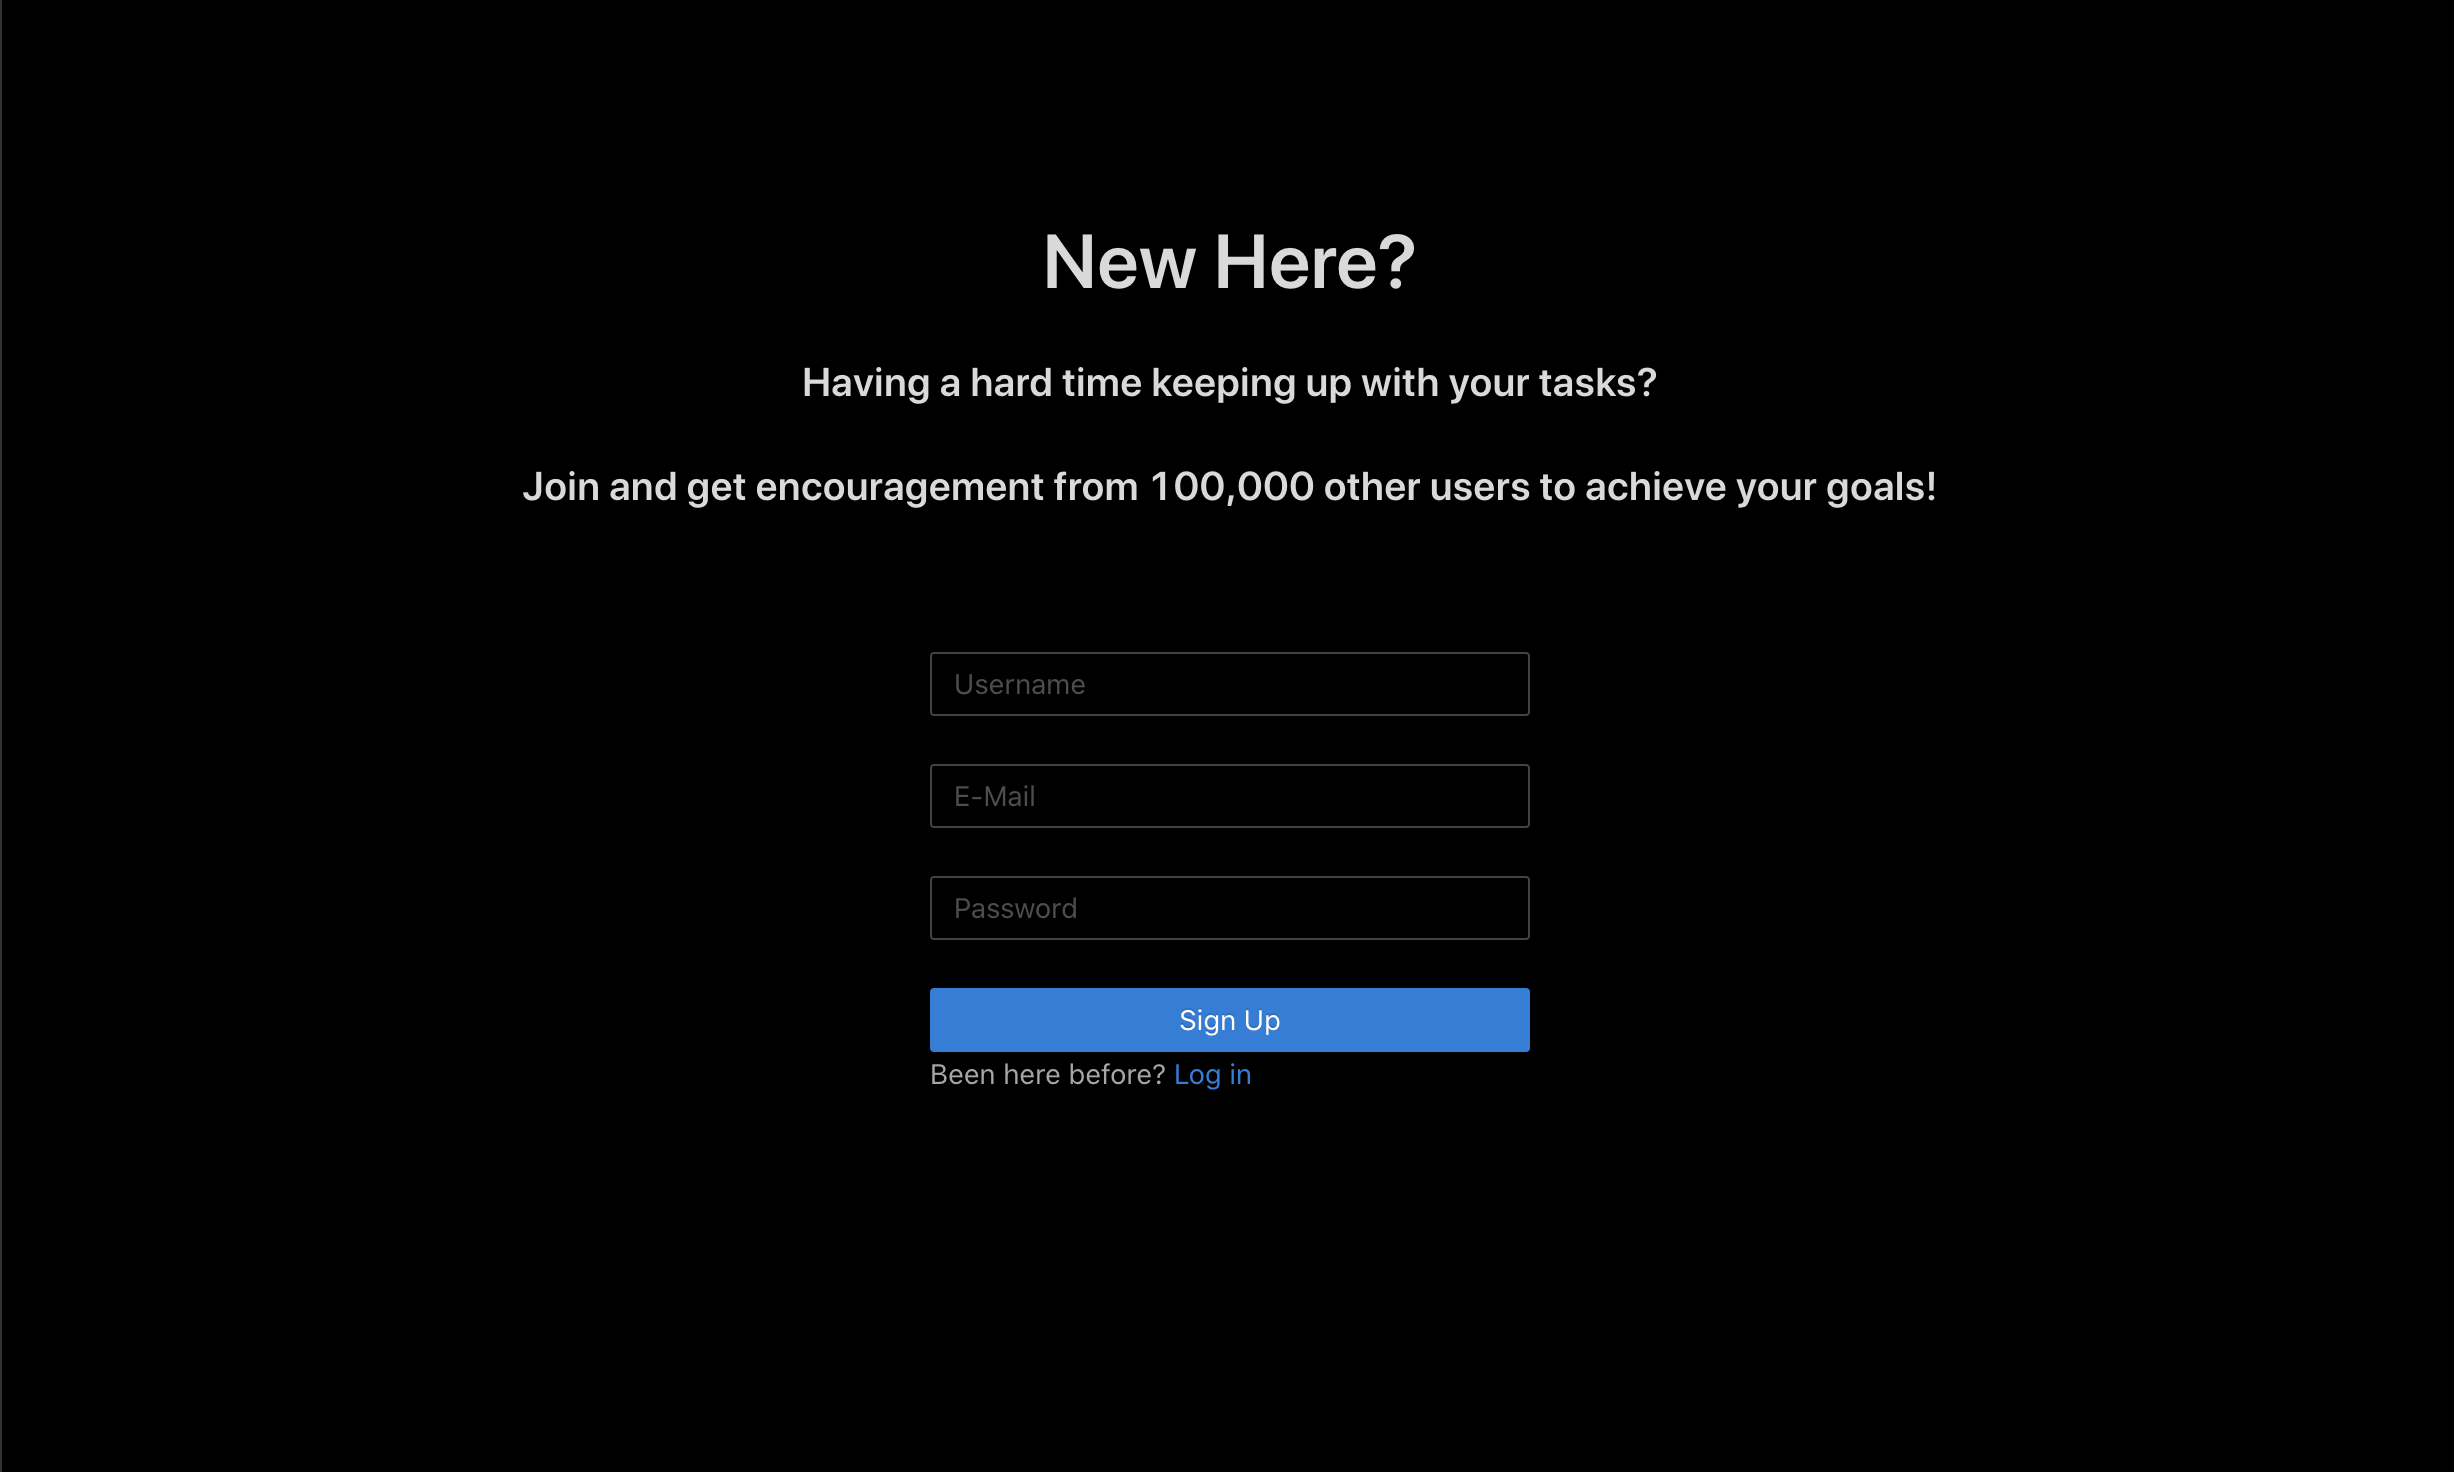 New Here?
Having a hard time keeping up with your tasks?
Join and get encouragement from 100,000 other users to achieve your goals!
Username
E-Mail
Password
Sign Up
Been here before? Log in